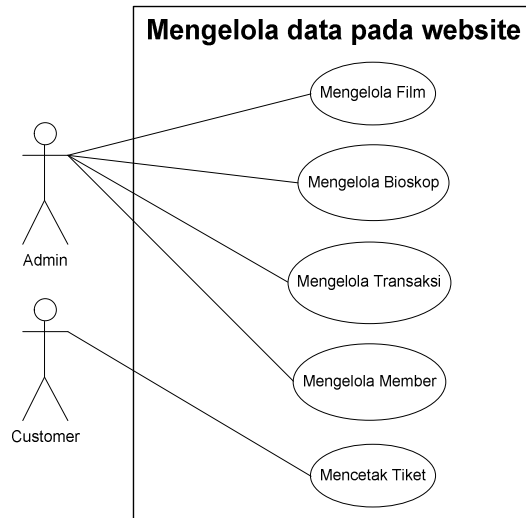 Mengelola data pada website
Mengelola Film
Mengelola Bioskop
Admin
Mengelola Transaksi
Mengelola Member
Customer
Mencetak Tiket